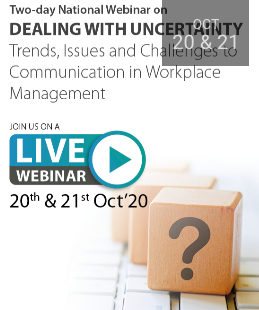 Two-day National Webinar on
DEALING WITH UNCERTAINTY
Trends, Issues and Challenges to
Communication in Workplace
Management
OCT
20 & 21
JOIN US ON A
LIVE
WEBINAR
20th & 21st Oct'20
?